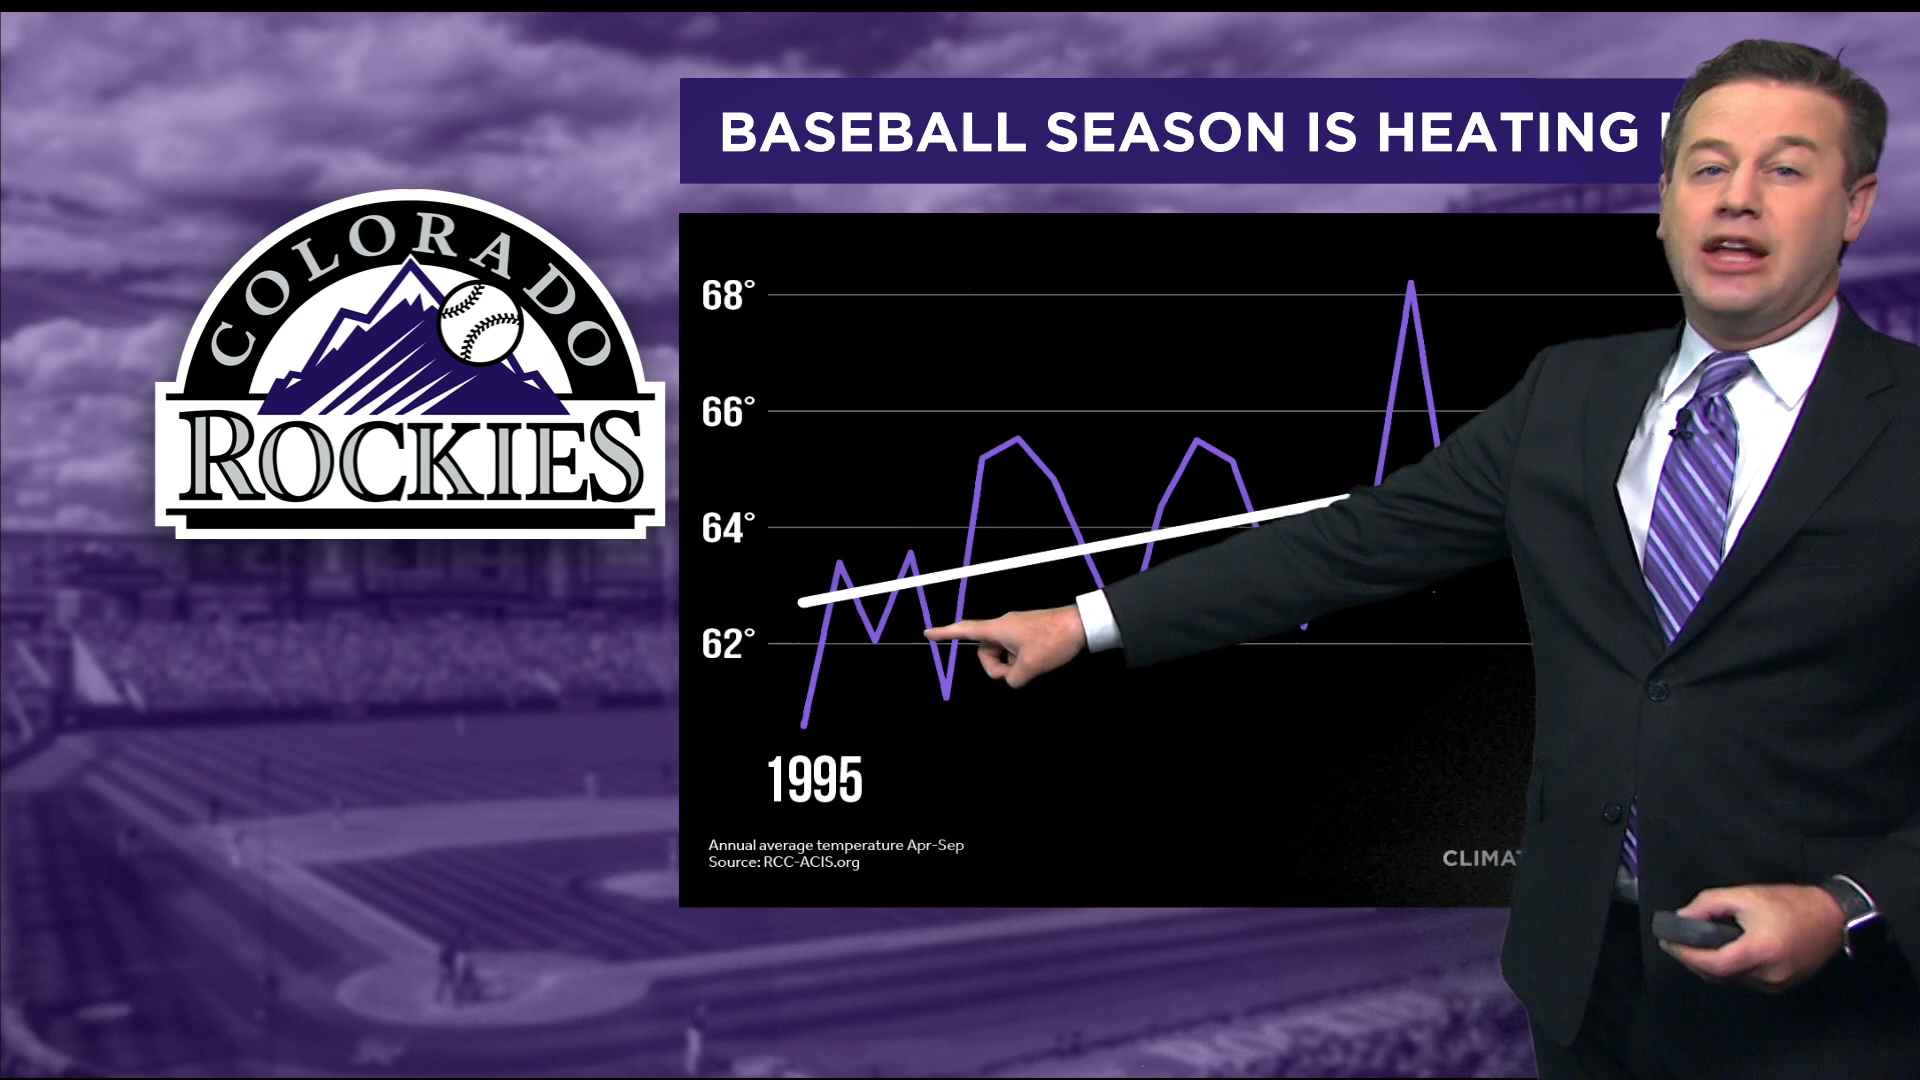 BASEBALL SEASON IS HEATING
COLORADO
ROCKIES
68°
66°
64°
62°
1995
Annual average temperature Apr-Sep
Source: RCC-ACIS.org